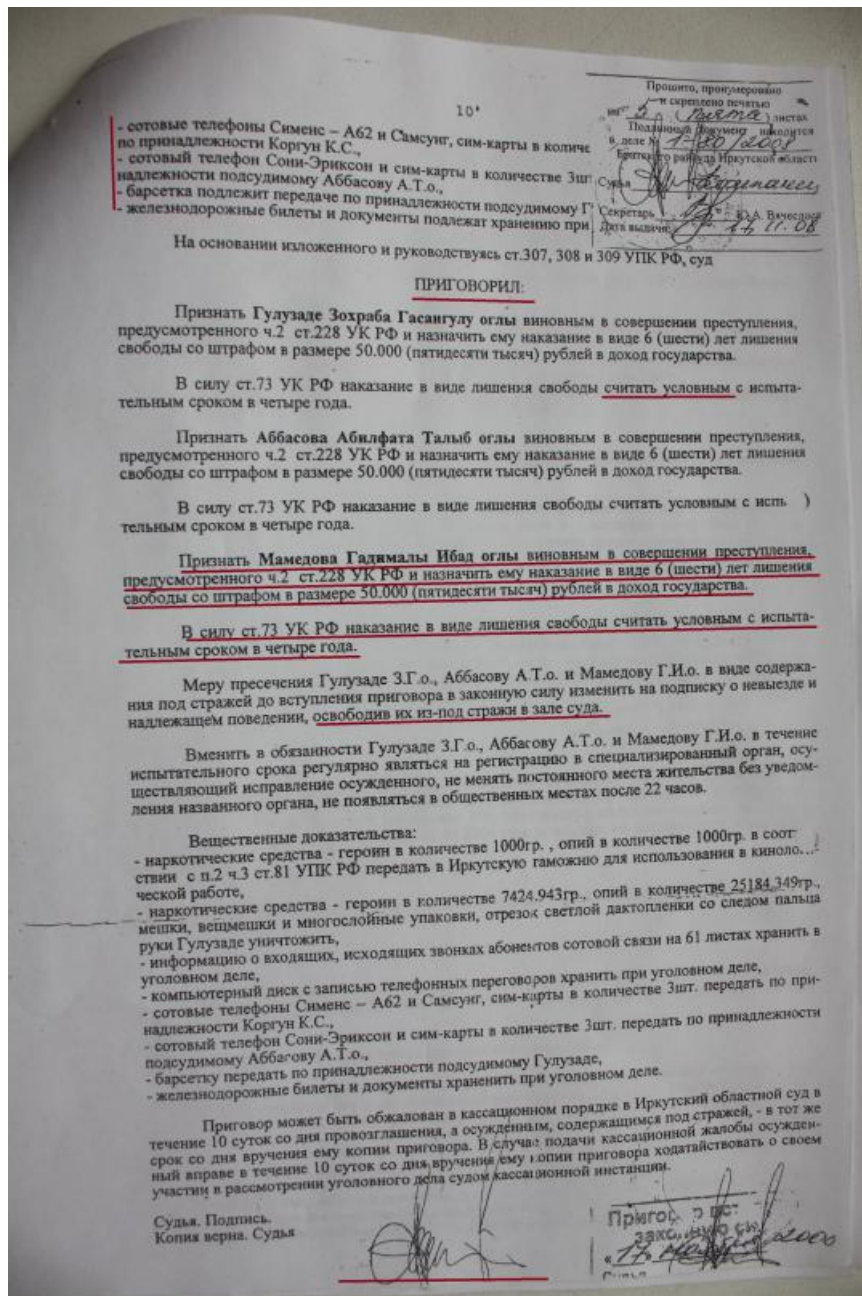 10
Прошито, пронумеровано
и скреплено печатью
на 5 (пять) листах
Подлинный документ находится
в деле № 1-80/2008
Братского райсуда Иркутской области
Судья
Секретарь Ю.А. Вячеслов
Дата выдачи 17.11.08
- сотовые телефоны Сименс – А62 и Самсунг, сим-карты в количе
по принадлежности Коргун К.С.,
- сотовый телефон Сони-Эриксон и сим-карты в количестве 3шт
надлежности подсудимому Аббасову А.Т.о.,
- барсетка подлежит передаче по принадлежности подсудимому Г
- железнодорожные билеты и документы подлежат хранению при
На основании изложенного и руководствуясь ст.307, 308 и 309 УПК РФ, суд
ПРИГОВОРИЛ:
Признать Гулузаде Зохраба Гасангулу оглы виновным в совершении преступления,
предусмотренного ч.2 ст.228 УК РФ и назначить ему наказание в виде 6 (шести) лет лишения
свободы со штрафом в размере 50.000 (пятидесяти тысяч) рублей в доход государства.
В силу ст.73 УК РФ наказание в виде лишения свободы считать условным с испыта-
тельным сроком в четыре года.
Признать Аббасова Абилфата Талыб оглы виновным в совершении преступления,
предусмотренного ч.2 ст.228 УК РФ и назначить ему наказание в виде 6 (шести) лет лишения
свободы со штрафом в размере 50.000 (пятидесяти тысяч) рублей в доход государства.
В силу ст.73 УК РФ наказание в виде лишения свободы считать условным с исп
тельным сроком в четыре года.
Признать Мамедова Гадималы Ибад оглы виновным в совершении преступления,
предусмотренного ч.2 ст.228 УК РФ и назначить ему наказание в виде 6 (шести) лет лишения
свободы со штрафом в размере 50.000 (пятидесяти тысяч) рублей в доход государства.
В силу ст.73 УК РФ наказание в виде лишения свободы считать условным с испыта-
тельным сроком в четыре года.
Меру пресечения Гулузаде З.Г.о., Аббасову А.Т.о. и Мамедову Г.И.о. в виде содержа-
ния под стражей до вступления приговора в законную силу изменить на подписку о невыезде и
надлежащем поведении, освободив их из-под стражи в зале суда.
Вменить в обязанности Гулузаде З.Г.о., Аббасову А.Т.о. и Мамедову Г.И.о. в течение
испытательного срока регулярно являться на регистрацию в специализированный орган, осу-
ществляющий исправление осужденного, не менять постоянного места жительства без уведом-
ления названного органа, не появляться в общественных местах после 22 часов.
Вещественные доказательства:
- наркотические средства - героин в количестве 1000гр. , опий в количестве 1000гр. в соот
ствии с п.2 ч.3 ст.81 УПК РФ передать в Иркутскую таможню для использования в киноло
ческой работе,
- наркотические средства - героин в количестве 7424.943гр., опий в количестве 25184,349гр.,
мешки, вещмешки и многослойные упаковки, отрезок светлой дактопленки со следом пальца
руки Гулузаде уничтожить,
- информацию о входящих, исходящих звонках абонентов сотовой связи на 61 листах хранить в
уголовном деле,
- компьютерный диск с записью телефонных переговоров хранить при уголовном деле,
- сотовые телефоны Сименс – А62 и Самсунг, сим-карты в количестве 3шт. передать по при-
надлежности Коргун К.С.,
- сотовый телефон Сони-Эриксон и сим-карты в количестве 3шт. передать по принадлежности
подсудимому Аббасову А.Т.о.,
- барсетку передать по принадлежности подсудимому Гулузаде,
- железнодорожные билеты и документы храненить при уголовном деле.
Приговор может быть обжалован в кассационном порядке в Иркутский областной суд в
течение 10 суток со дня провозглашения, а осужденным, содержащимся под стражей, - в тот же
срок со дня вручения ему копии приговора. В случае подачи кассационной жалобы осужден-
ный вправе в течение 10 суток со дня вручения ему копии приговора ходатайствовать о своем
участии в рассмотрении уголовного дела судом кассационной инстанции.
Судья. Подпись.
Копия верна. Судья
Пригов
зак
«17»